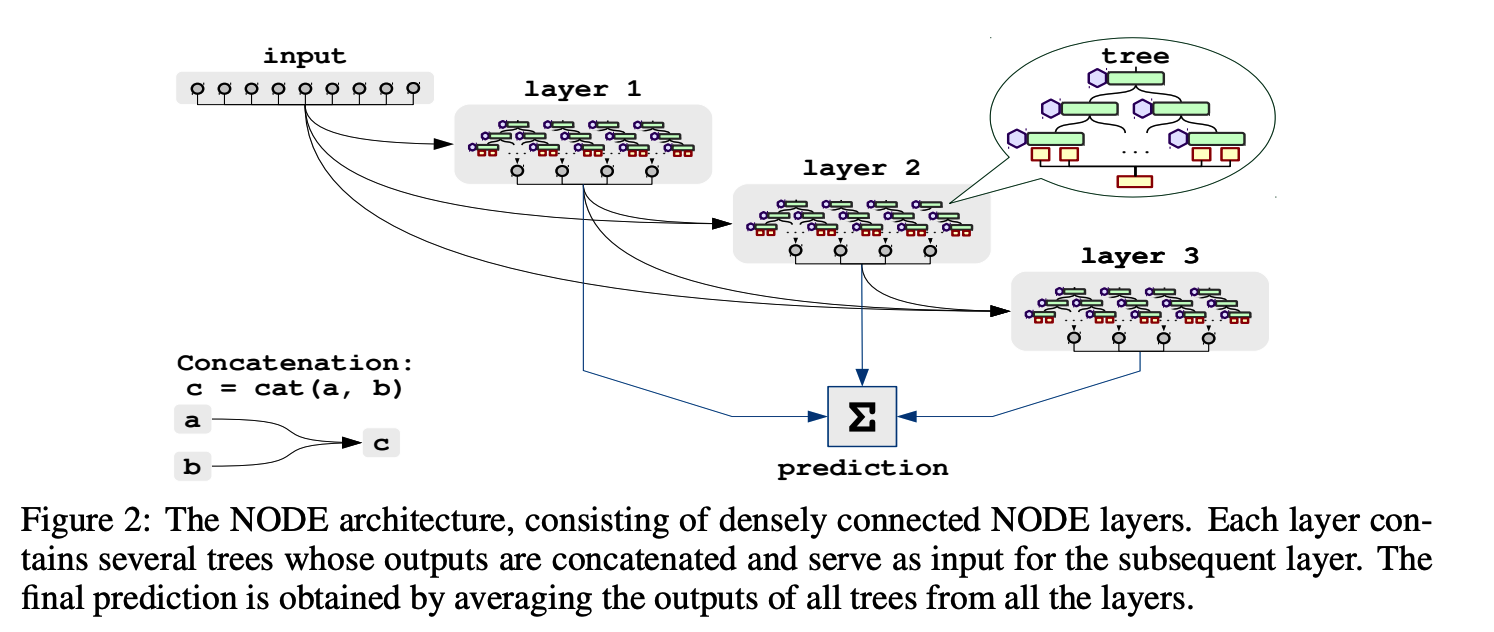 input
layer 1
tree
layer 2
layer 3
Concatenation:
c = cat(a, b)
a
c
b
Σ
prediction
Figure 2: The NODE architecture, consisting of densely connected NODE layers. Each layer con-
tains several trees whose outputs are concatenated and serve as input for the subsequent layer. The
final prediction is obtained by averaging the outputs of all trees from all the layers.